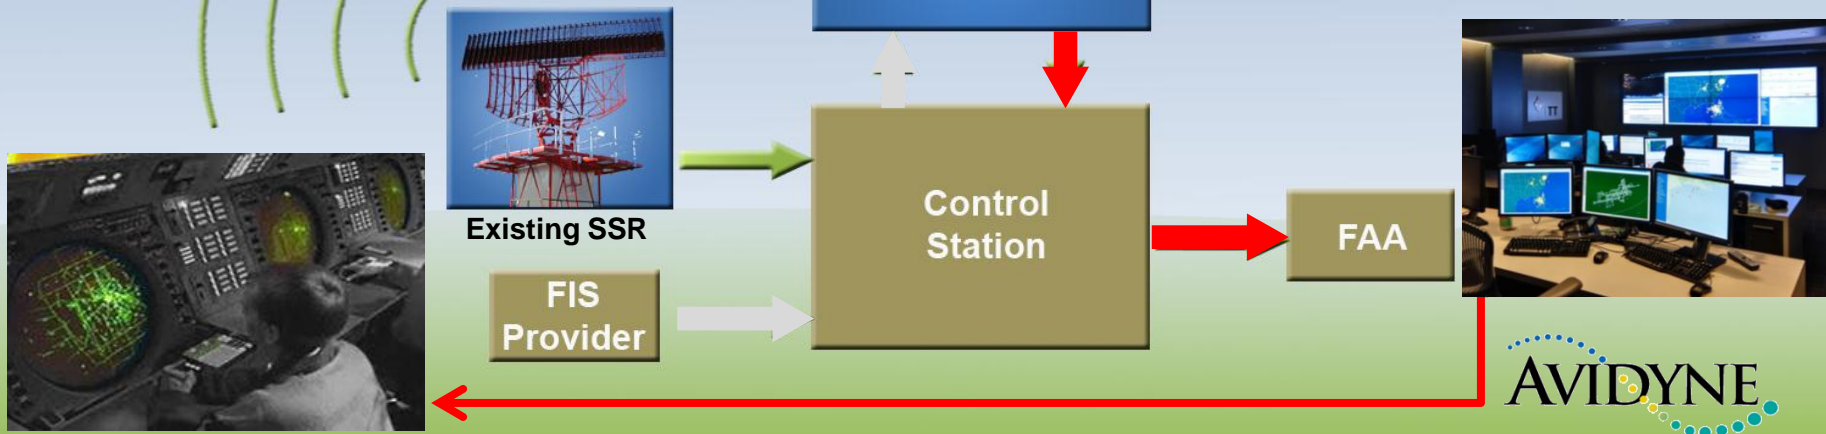 Existing SSR
FIS
Provider
Control
Station
FAA
AVIDYNE